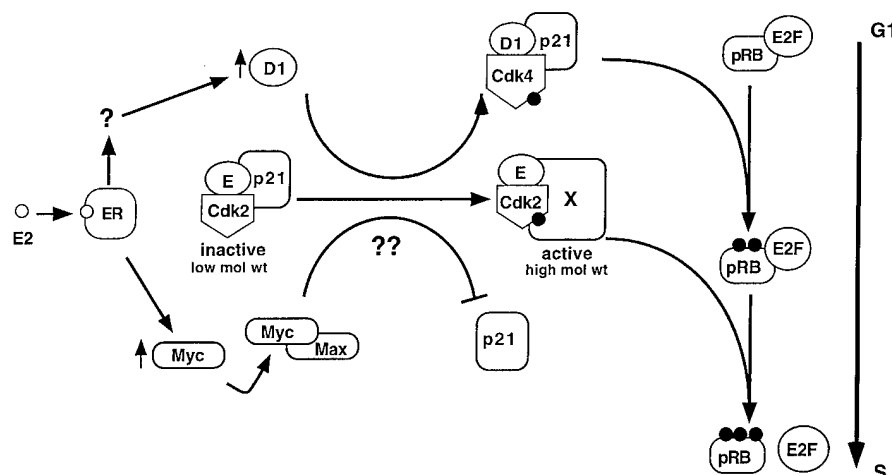 D1
?
E2
ER
Myc
Myc
Max
E
p21
Cdk2
inactive
low mol wt
??
D1
p21
Cdk4
E
Cdk2
X
active
high mol wt
p21
pRB
E2F
pRB
E2F
pRB
E2F
G1
S